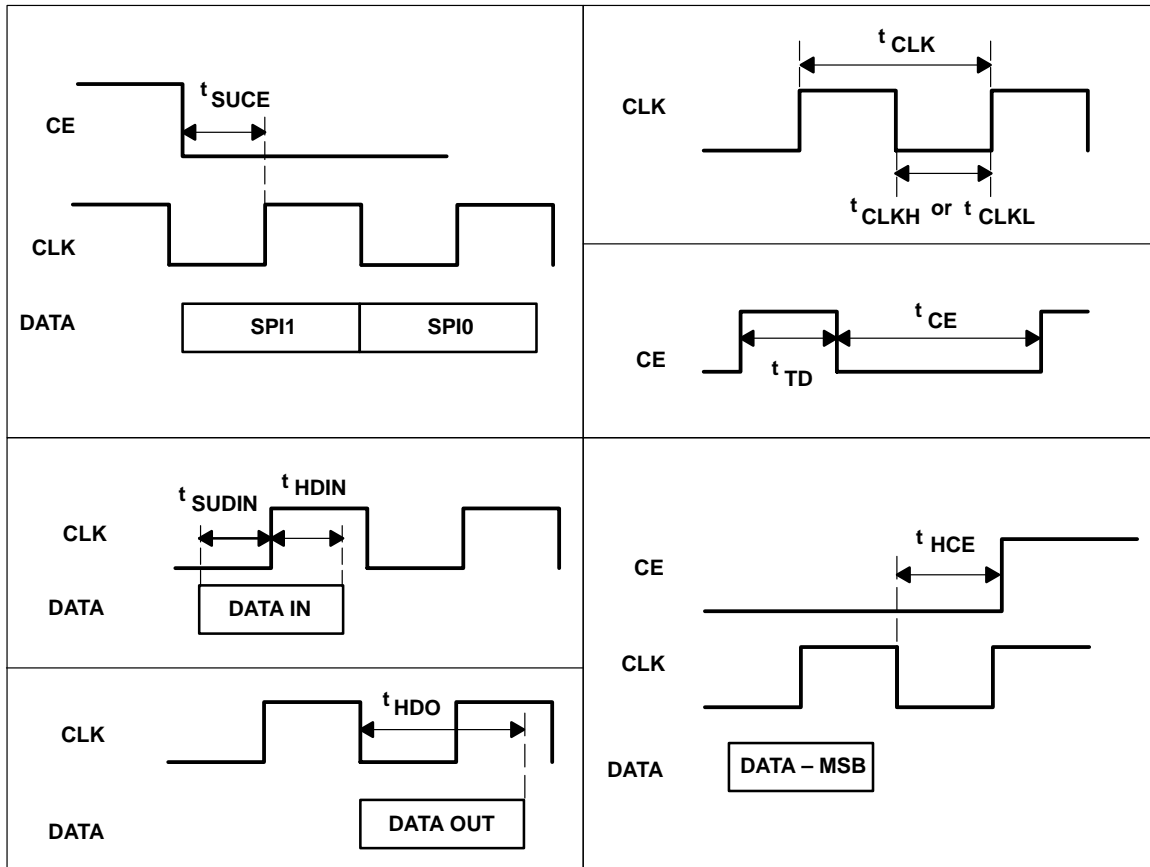 t SUCE
CE
CLK
DATA
SPI1
SPI0
t CLK
CLK
t CLKH or t CLKL
t CE
CE
t TD
t SUDIN
t HDIN
CLK
DATA
DATA IN
t HDO
CLK
DATA
DATA OUT
t HCE
CE
CLK
DATA
DATA – MSB